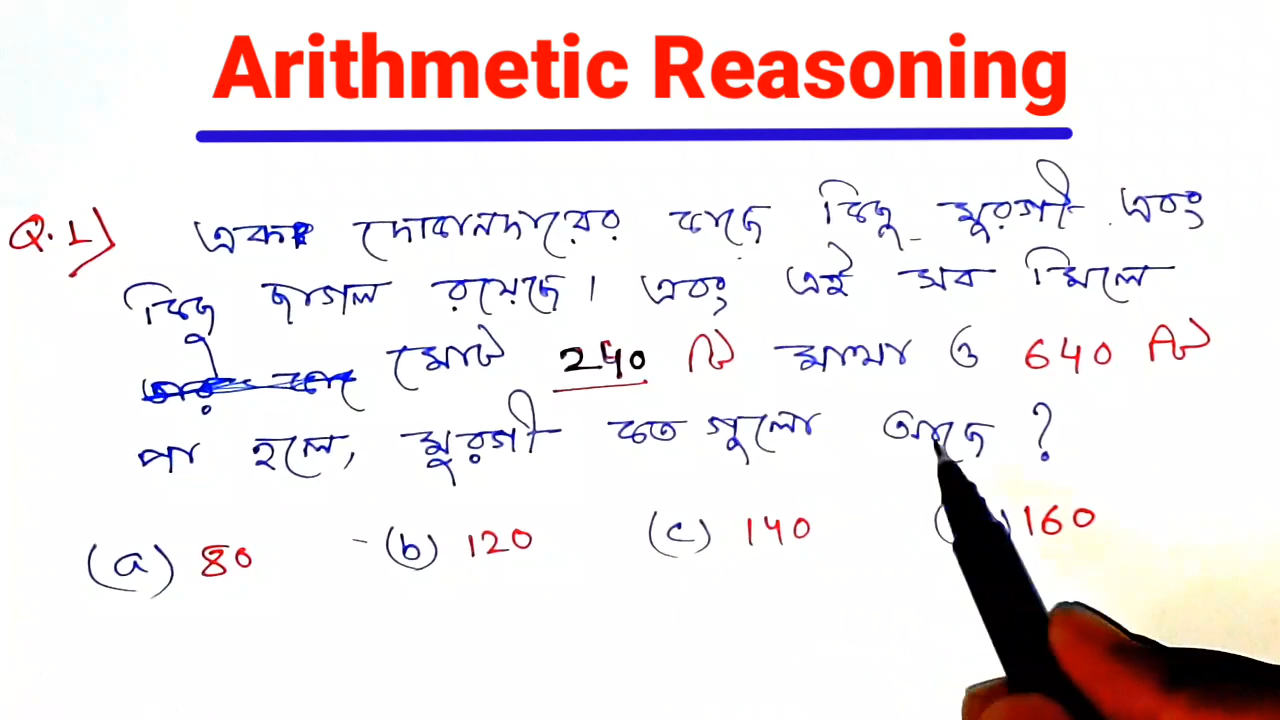 Arithmetic Reasoning
Q.1) এক দোকানদারের কাছে কিছু মুরগী এবং
কিছু ছাগল রয়েছে। এবং এই সব মিলে
মোট 240 টি মাথা ও 640 টি
পা হলে, মুরগী কত গুলো আছে ?
(a) 80 (b) 120 (c) 140 160